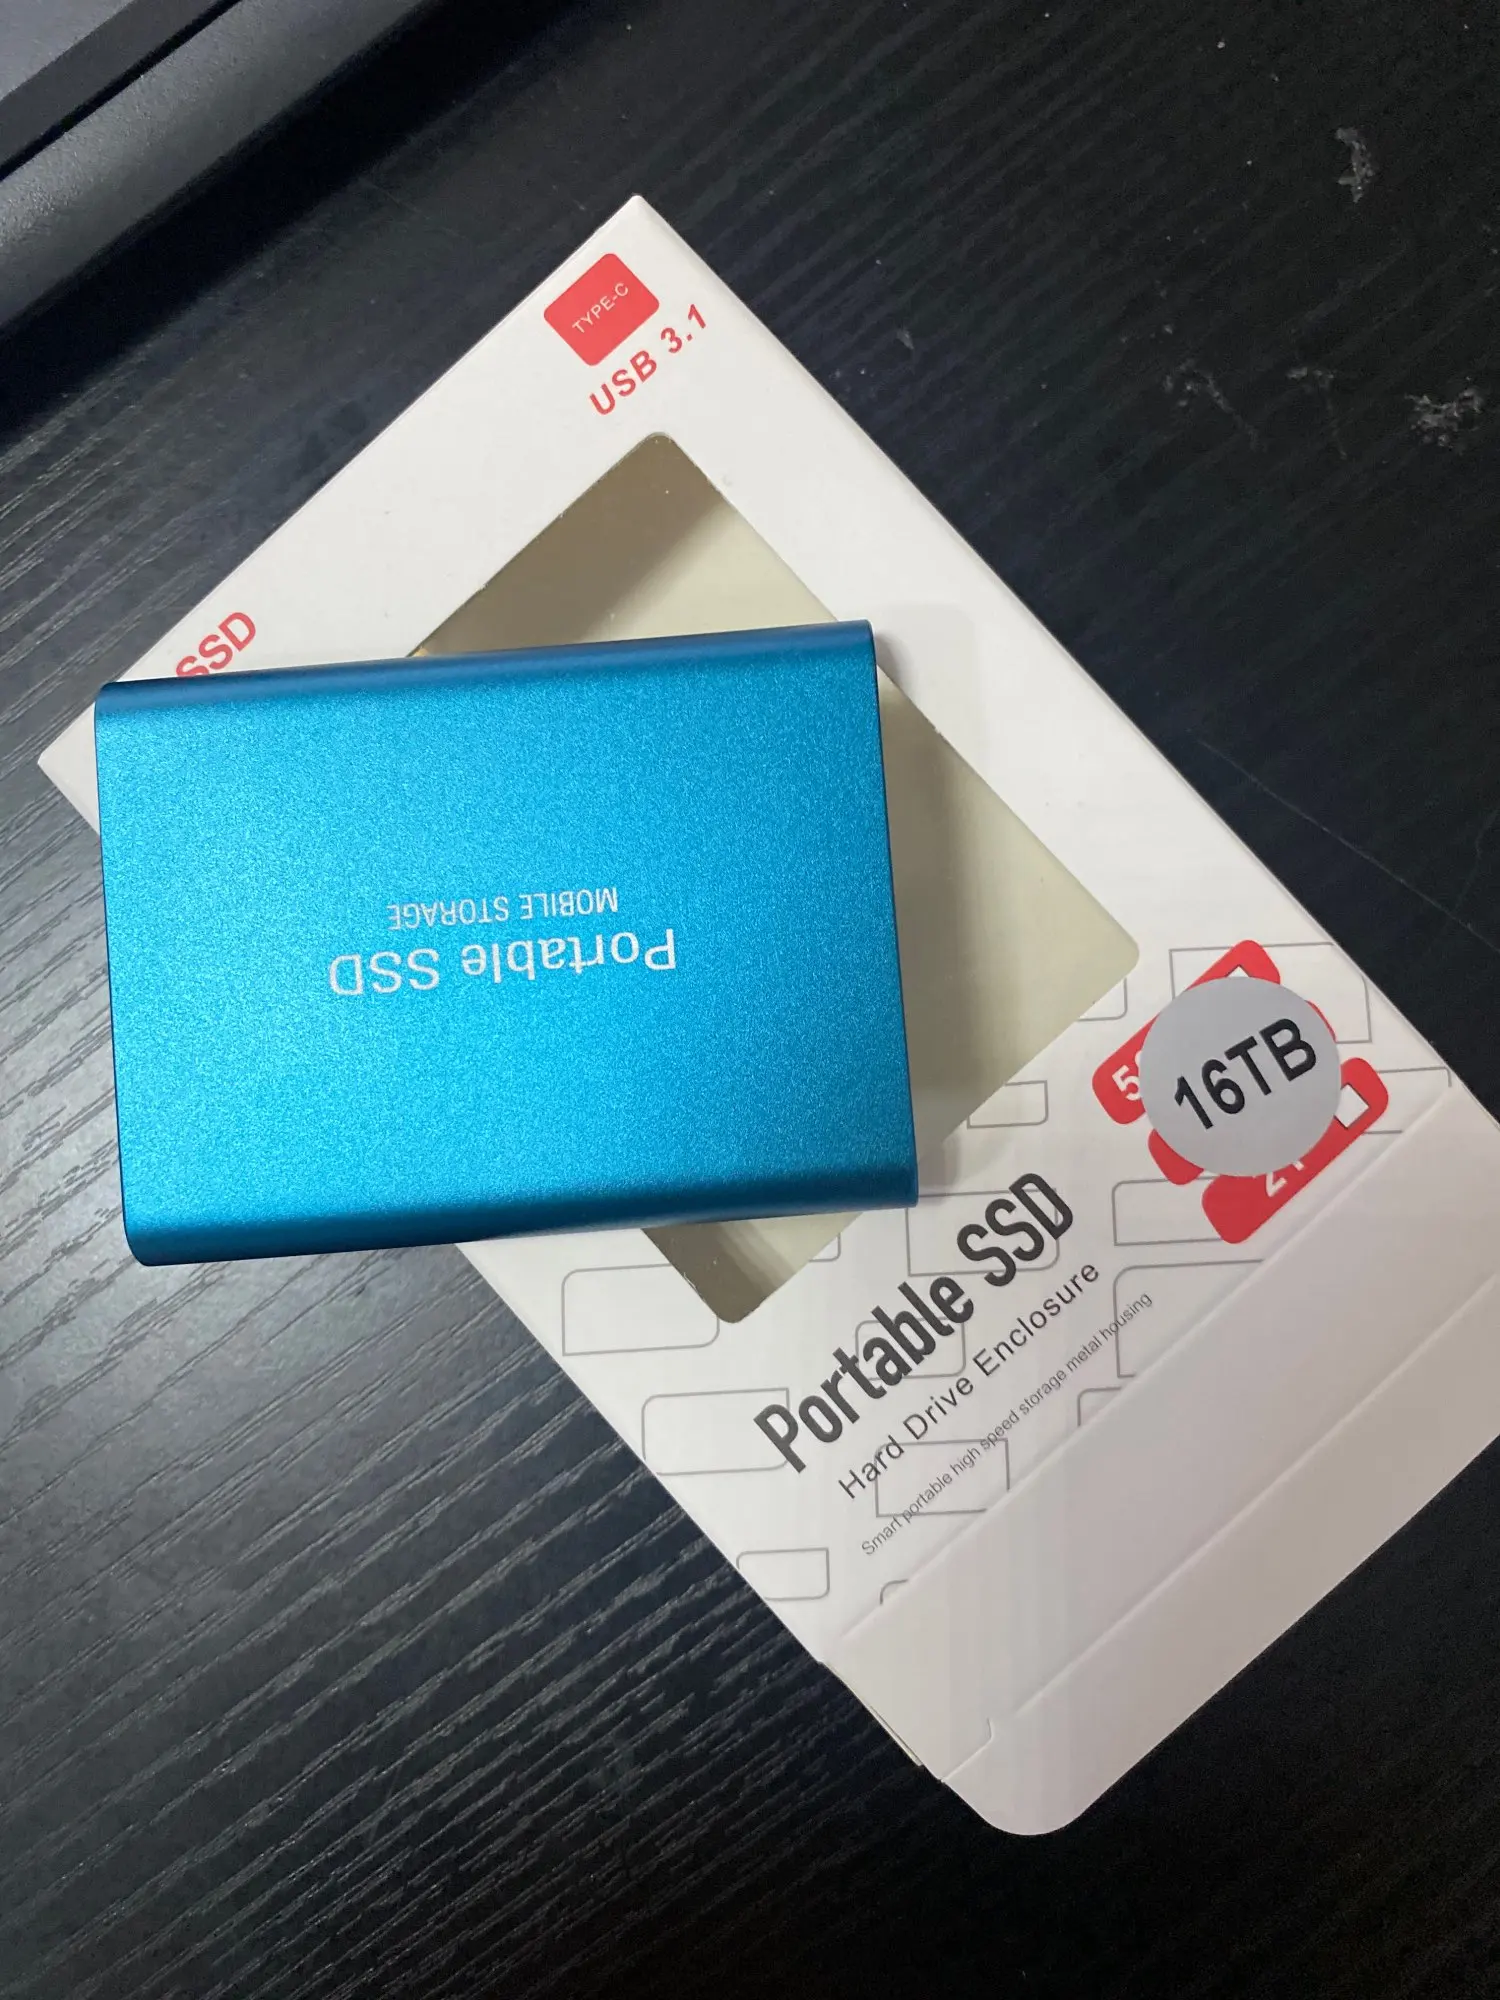 TYPE-C
USB 3.1
SSD
Portable SSD
MOBILE STORAGE
16TB
Portable SSD
Hard Drive Enclosure
Smart portable high speed storage metal housing